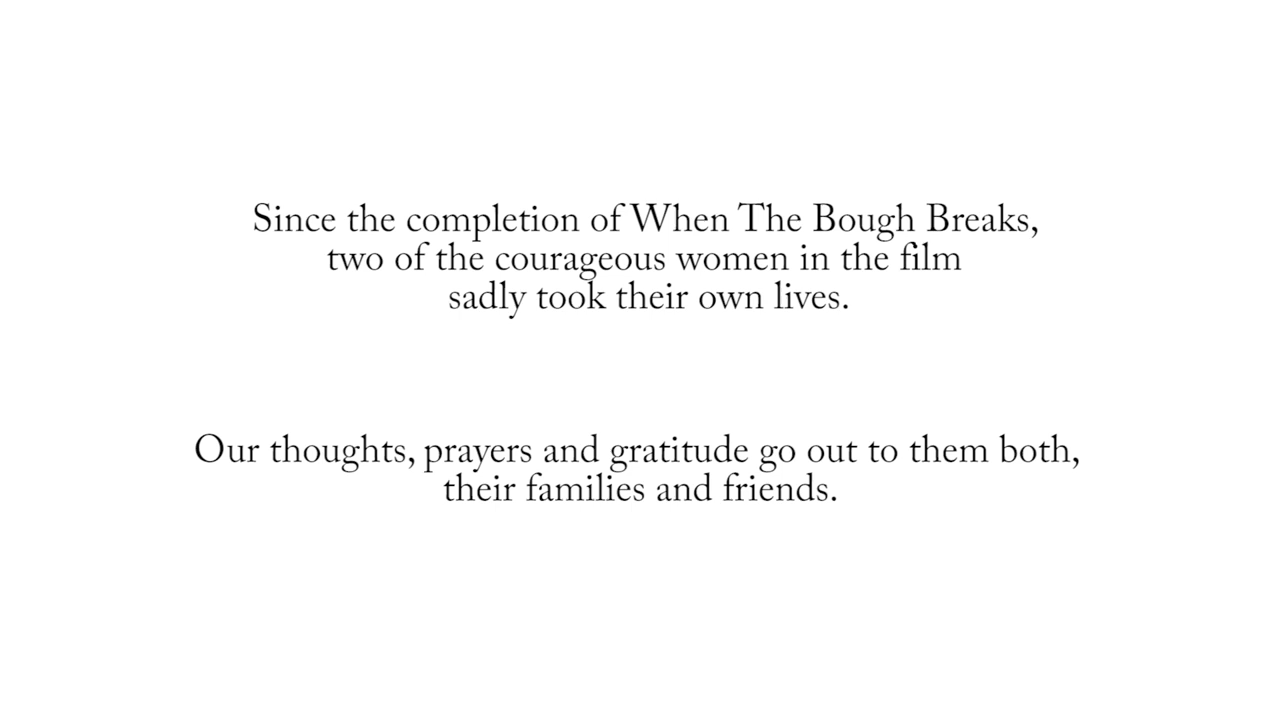 Since the completion of When The Bough Breaks,
two of the courageous women in the film
sadly took their own lives.
Our thoughts, prayers and gratitude go out to them both,
their families and friends.